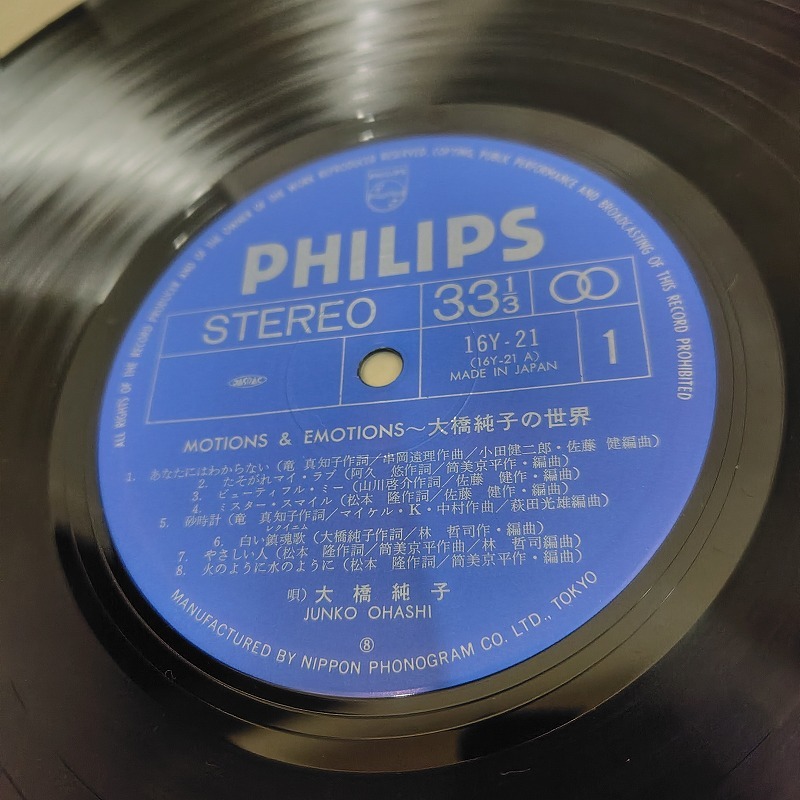 ALL RIGHTS OF THE RECORD PRODUCER AND OF THE OWNER OF THE WORK REPRODUCED RESERVED COPYING, PUBLIC PERFORMANCE AND BROADCASTING OF THIS RECORD PROHIBITED
PHILIPS
PHILIPS
STEREO 33 1/3
16Y-21
(16Y-21 A)
MADE IN JAPAN
1
MOTIONS & EMOTIONS〜大橋純子の世界
1. あなたにはわからない(竜 真知子作詞/串岡遠理作曲/小田健二郎・佐藤 健編曲)
2. たそがれマイ・ラブ(阿久 悠作詞/筒美京平作・編曲)
3. ビューティフル・ミー(山川啓介作詞/佐藤 健作・編曲)
4. ミスター・スマイル(松本 隆作詞/佐藤 健作・編曲)
5. 砂時計(竜 真知子作詞/マイケル・K・中村作曲/萩田光雄編曲)
レクイエム
6. 白い鎮魂歌(大橋純子作詞/林 哲司作・編曲)
7. やさしい人(松本 隆作詞/筒美京平作曲/林 哲司編曲)
8. 火のように水のように(松本 隆作詞/筒美京平作・編曲)
唄)大橋純子
JUNKO OHASHI
⑧
MANUFACTURED BY NIPPON PHONOGRAM CO. LTD., TOKYO